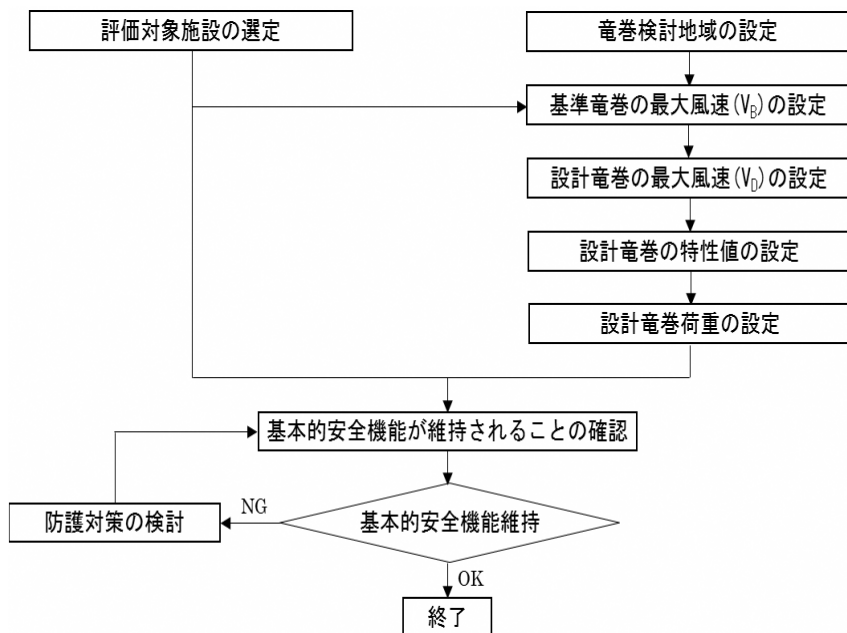 評価対象施設の選定
竜巻検討地域の設定
基準竜巻の最大風速(VB)の設定
設計竜巻の最大風速(VD)の設定
設計竜巻の特性値の設定
設計竜巻荷重の設定
基本的安全機能が維持されることの確認
防護対策の検討
NG
基本的安全機能維持
OK
終了